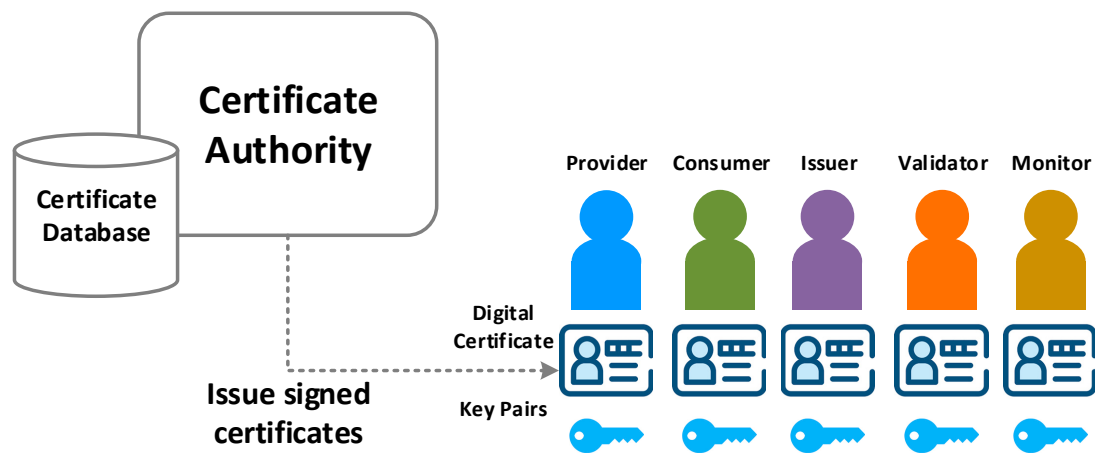 Certificate
Authority
Certificate
Database
Provider Consumer Issuer Validator Monitor
Digital
Certificate
Issue signed
certificates
Key Pairs